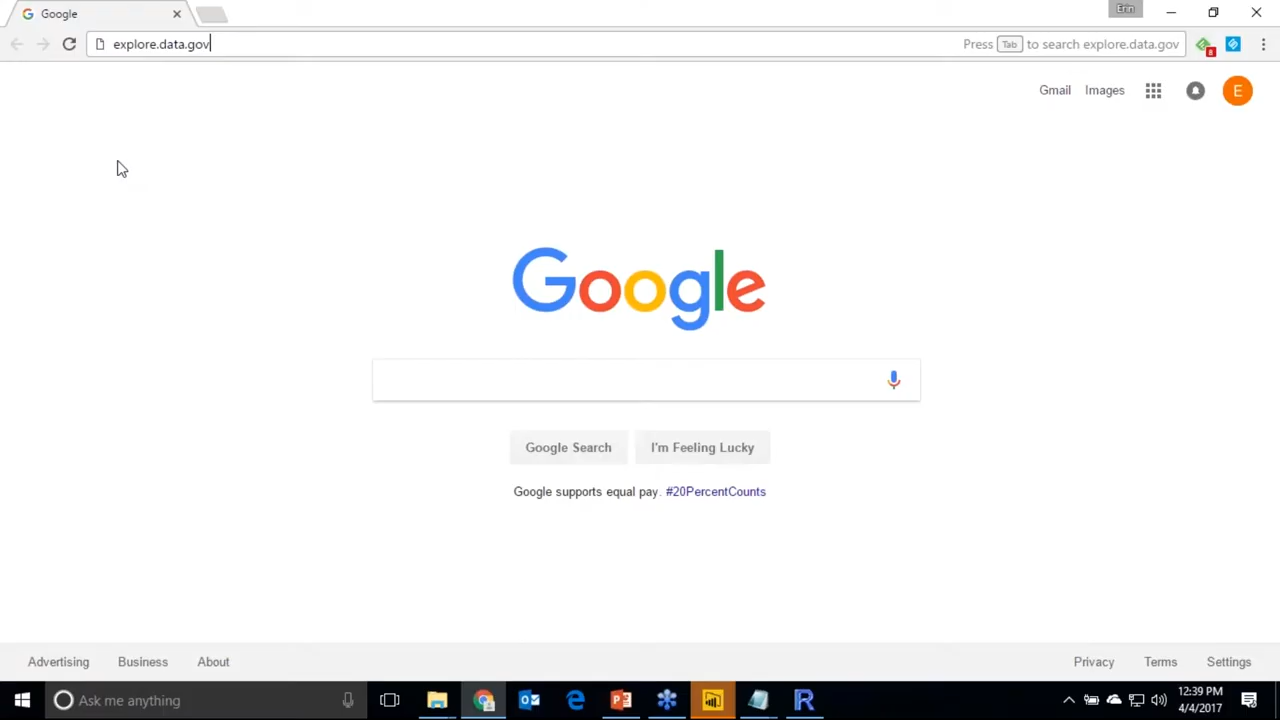 Google
Erin
explore.data.gov
Press Tab to search explore.data.gov
8
Gmail Images
E
Google
Google Search I'm Feeling Lucky
Google supports equal pay. #20PercentCounts
Advertising Business About Privacy Terms Settings
Ask me anything
R
12:39 PM
4/4/2017